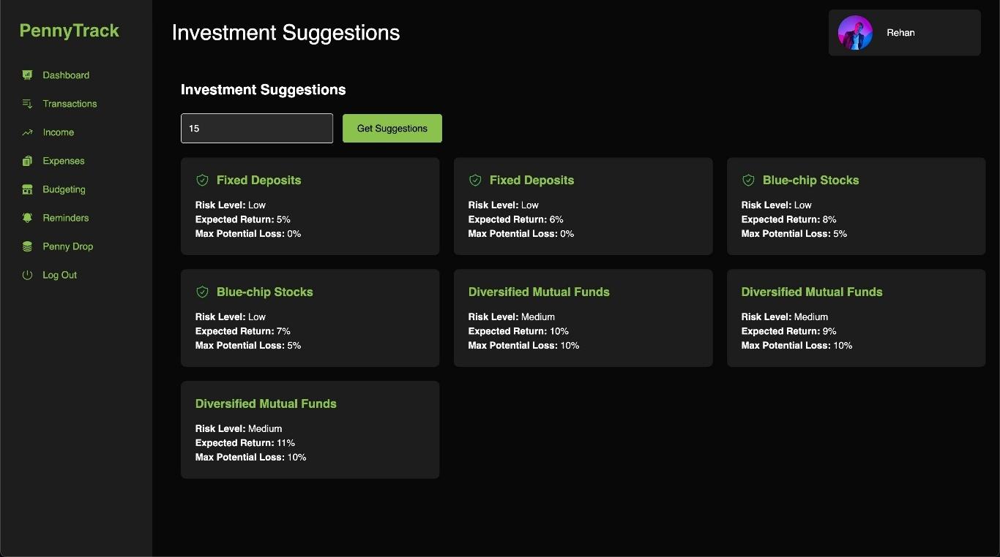 PennyTrack
Dashboard
Transactions
Income
Expenses
Budgeting
Reminders
Penny Drop
Log Out
Investment Suggestions
Rehan
Investment Suggestions
15
Get Suggestions
Fixed Deposits
Risk Level: Low
Expected Return: 5%
Max Potential Loss: 0%
Fixed Deposits
Risk Level: Low
Expected Return: 6%
Max Potential Loss: 0%
Blue-chip Stocks
Risk Level: Low
Expected Return: 8%
Max Potential Loss: 5%
Blue-chip Stocks
Risk Level: Low
Expected Return: 7%
Max Potential Loss: 5%
Diversified Mutual Funds
Risk Level: Medium
Expected Return: 10%
Max Potential Loss: 10%
Diversified Mutual Funds
Risk Level: Medium
Expected Return: 9%
Max Potential Loss: 10%
Diversified Mutual Funds
Risk Level: Medium
Expected Return: 11%
Max Potential Loss: 10%